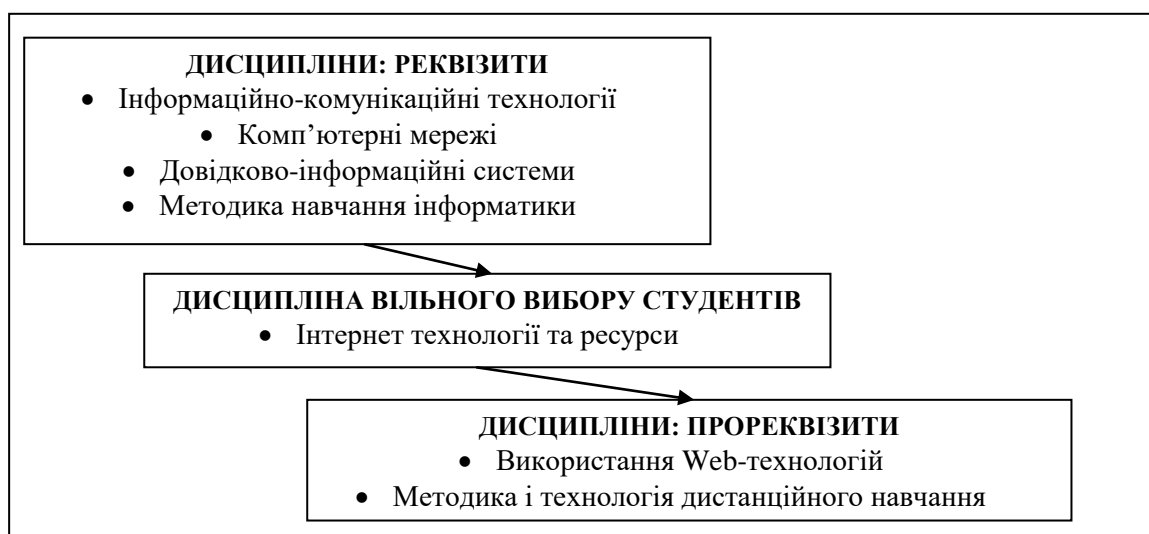 ДИСЦИПЛІНИ: РЕКВІЗИТИ
• Інформаційно-комунікаційні технології
• Комп’ютерні мережі
• Довідково-інформаційні системи
• Методика навчання інформатики
ДИСЦИПЛІНА ВІЛЬНОГО ВИБОРУ СТУДЕНТІВ
• Інтернет технології та ресурси
ДИСЦИПЛІНИ: ПРОРЕКВІЗИТИ
• Використання Web-технологій
• Методика і технологія дистанційного навчання